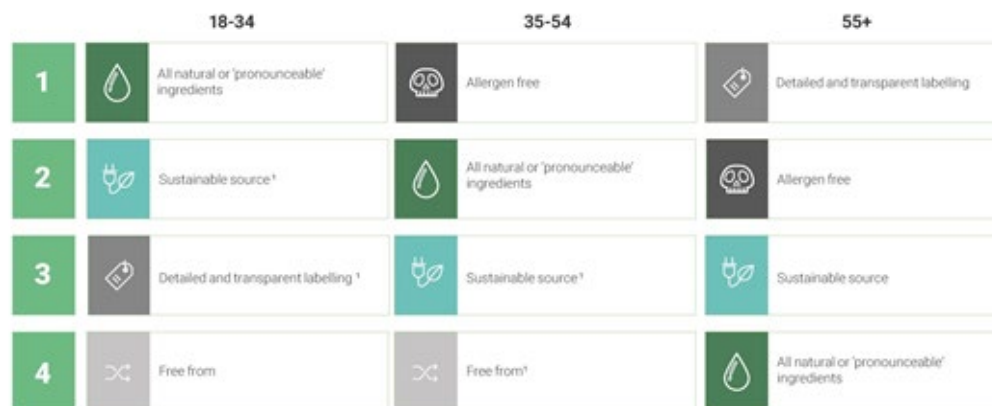 18-34 35-54 55+
1 All natural or 'pronounceable'
ingredients
Allergen free
Detailed and transparent labelling
2 Sustainable source¹
All natural or 'pronounceable'
ingredients
Allergen free
3 Detailed and transparent labelling ¹
Sustainable source¹
Sustainable source
4 Free from
Free from¹
All natural or 'pronounceable'
ingredients